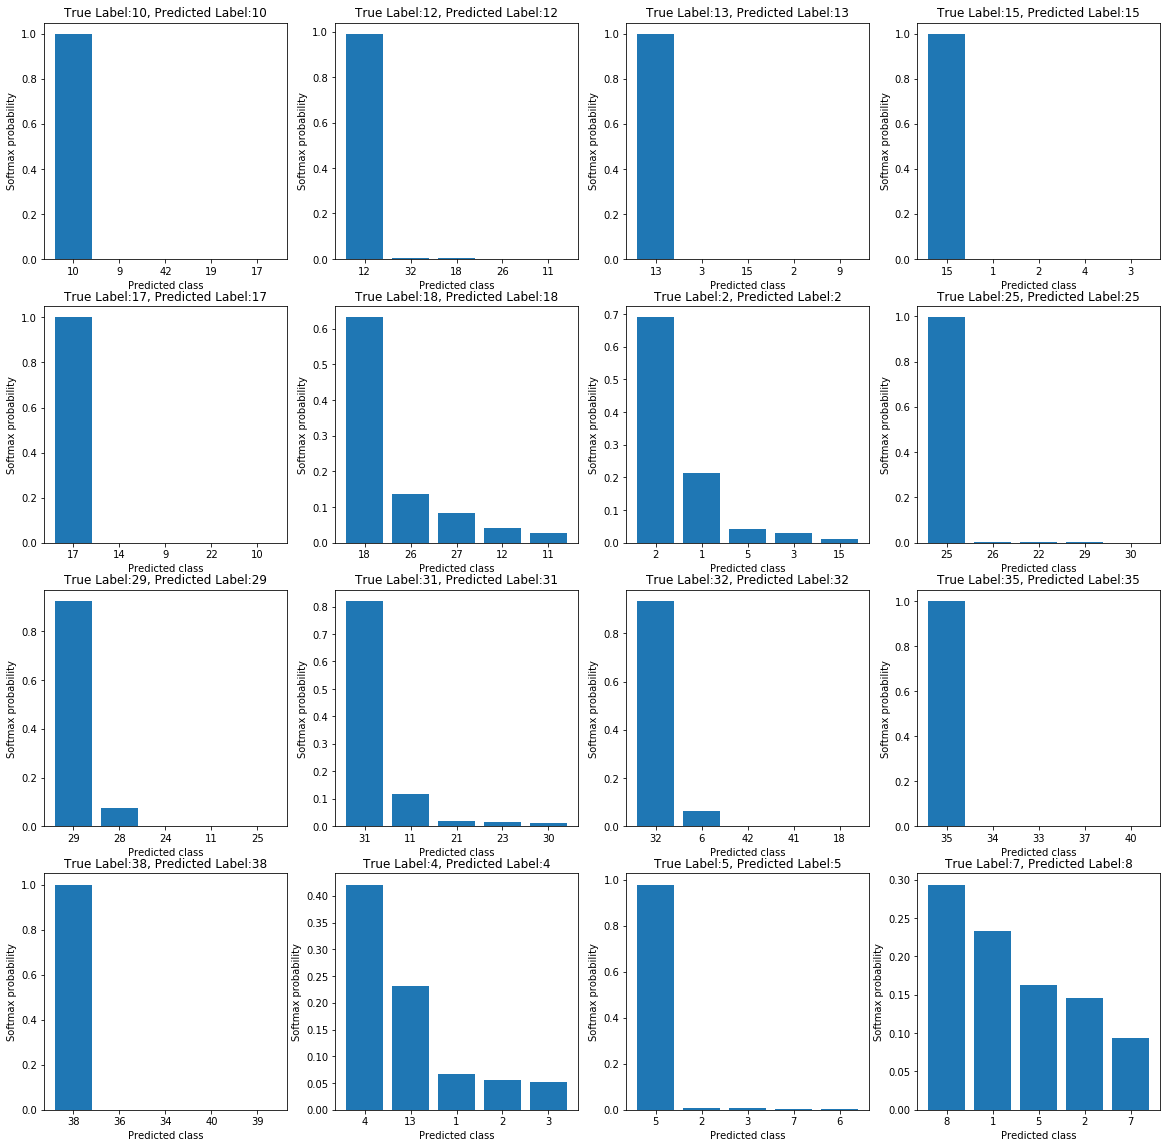 True Label:10, Predicted Label:10
Softmax probability
1.0
0.8
0.6
0.4
0.2
0.0
10 9 42 19 17
Predicted class
True Label:12, Predicted Label:12
Softmax probability
1.0
0.8
0.6
0.4
0.2
0.0
12 32 18 26 11
Predicted class
True Label:13, Predicted Label:13
Softmax probability
1.0
0.8
0.6
0.4
0.2
0.0
13 3 15 2 9
Predicted class
True Label:15, Predicted Label:15
Softmax probability
1.0
0.8
0.6
0.4
0.2
0.0
15 1 2 4 3
Predicted class
True Label:17, Predicted Label:17
Softmax probability
1.0
0.8
0.6
0.4
0.2
0.0
17 14 9 22 10
Predicted class
True Label:18, Predicted Label:18
Softmax probability
0.6
0.5
0.4
0.3
0.2
0.1
0.0
18 26 27 12 11
Predicted class
True Label:2, Predicted Label:2
Softmax probability
0.7
0.6
0.5
0.4
0.3
0.2
0.1
0.0
2 1 5 3 15
Predicted class
True Label:25, Predicted Label:25
Softmax probability
1.0
0.8
0.6
0.4
0.2
0.0
25 26 22 29 30
Predicted class
True Label:29, Predicted Label:29
Softmax probability
0.8
0.6
0.4
0.2
0.0
29 28 24 11 25
Predicted class
True Label:31, Predicted Label:31
Softmax probability
0.8
0.7
0.6
0.5
0.4
0.3
0.2
0.1
0.0
31 11 21 23 30
Predicted class
True Label:32, Predicted Label:32
Softmax probability
0.8
0.6
0.4
0.2
0.0
32 6 42 41 18
Predicted class
True Label:35, Predicted Label:35
Softmax probability
1.0
0.8
0.6
0.4
0.2
0.0
35 34 33 37 40
Predicted class
True Label:38, Predicted Label:38
Softmax probability
1.0
0.8
0.6
0.4
0.2
0.0
38 36 34 40 39
Predicted class
True Label:4, Predicted Label:4
Softmax probability
0.40
0.35
0.30
0.25
0.20
0.15
0.10
0.05
0.00
4 13 1 2 3
Predicted class
True Label:5, Predicted Label:5
Softmax probability
1.0
0.8
0.6
0.4
0.2
0.0
5 2 3 7 6
Predicted class
True Label:7, Predicted Label:8
Softmax probability
0.30
0.25
0.20
0.15
0.10
0.05
0.00
8 1 5 2 7
Predicted class